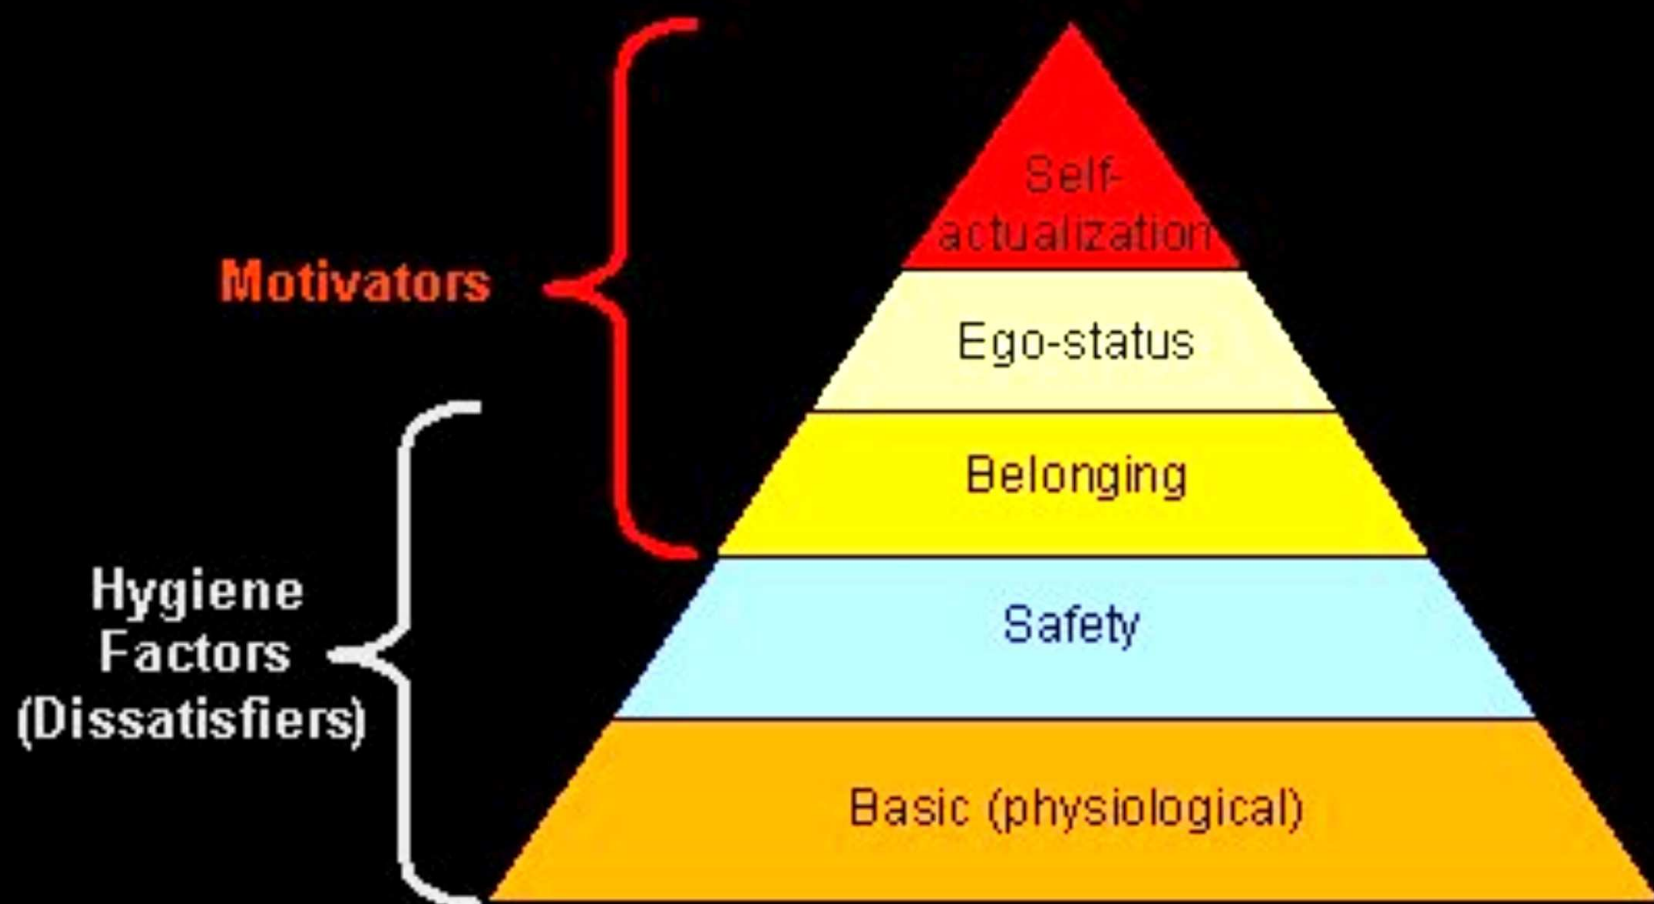 Self-
actualization
Motivators
Ego-status
Belonging
Hygiene
Factors
(Dissatisfiers)
Safety
Basic (physiological)